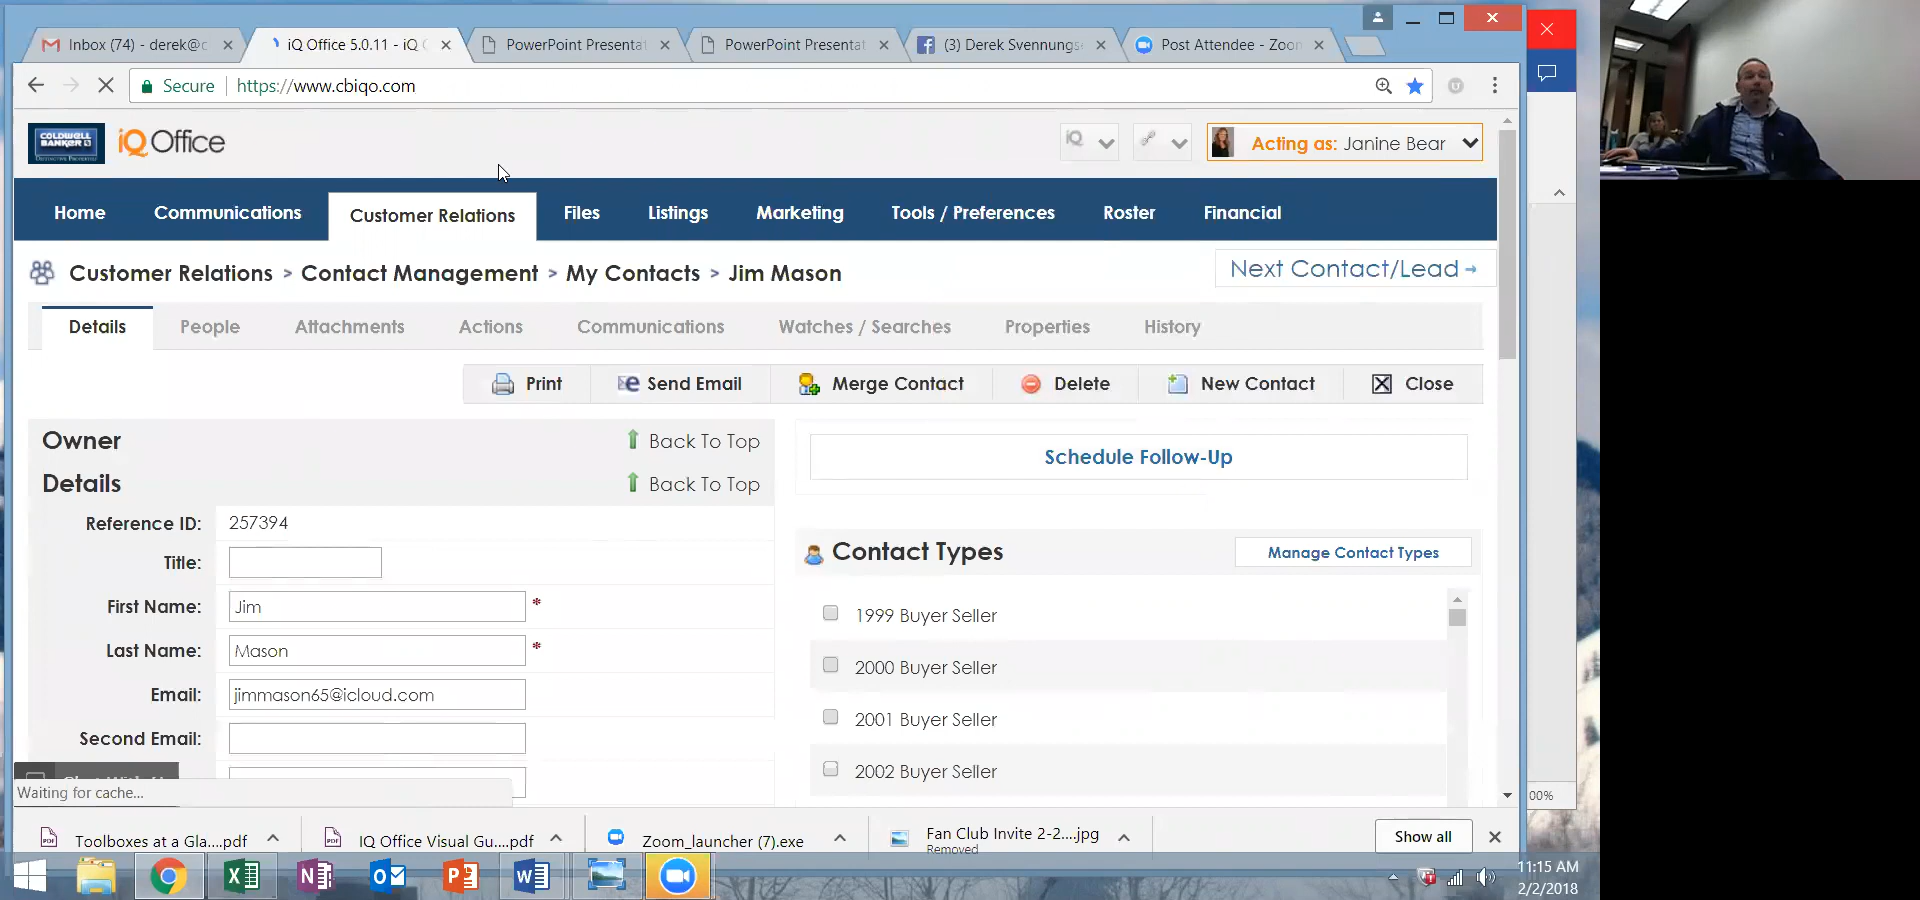 Inbox (74) - derek@c
iQ Office 5.0.11 - iQ
PowerPoint Presentat
PowerPoint Presentat
(3) Derek Svennungs
Post Attendee - Zoo
Secure
https://www.cbiqo.com
COLDWELL
BANKER
iQOffice
iQ
Acting as: Janine Bear
Home
Communications
Customer Relations
Files
Listings
Marketing
Tools / Preferences
Roster
Financial
Customer Relations > Contact Management > My Contacts > Jim Mason
Next Contact/Lead
Details
People
Attachments
Actions
Communications
Watches / Searches
Properties
History
Print
Send Email
Merge Contact
Delete
New Contact
Close
Owner
Back To Top
Details
Back To Top
Reference ID: 257394
Title:
First Name: Jim *
Last Name: Mason *
Email: jimmason65@icloud.com
Second Email:
Schedule Follow-Up
Contact Types
Manage Contact Types
1999 Buyer Seller
2000 Buyer Seller
2001 Buyer Seller
2002 Buyer Seller
Waiting for cache...
00%
Toolboxes at a Gla....pdf
IQ Office Visual Gu....pdf
Zoom_launcher (7).exe
Fan Club Invite 2-2....jpg
Removed
Show all
11:15 AM
2/2/2018